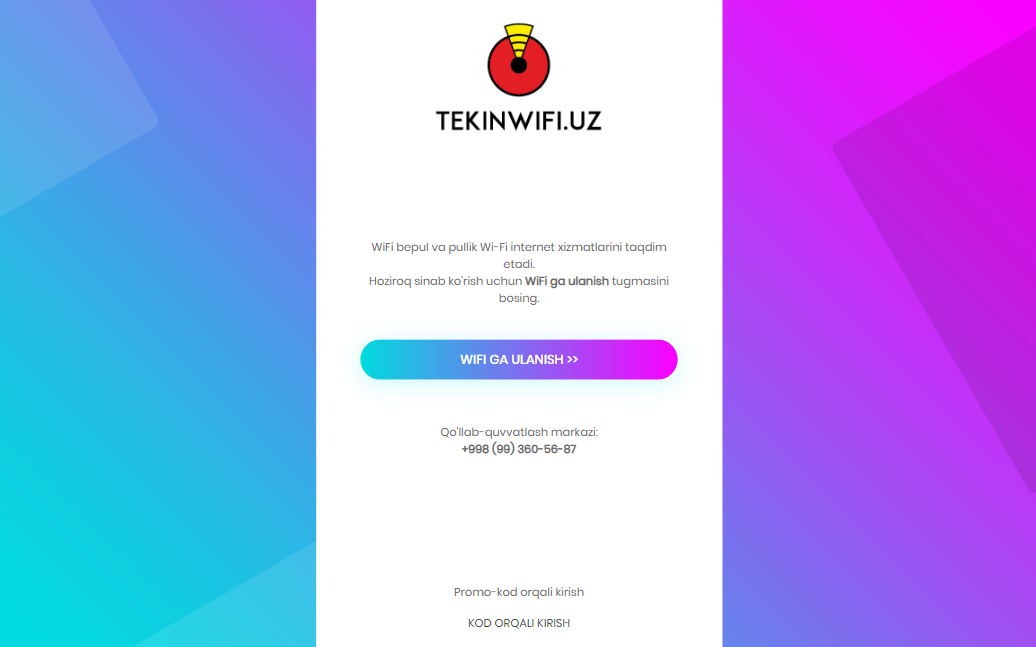 TEKINWIFI.UZ
WiFi bepul va pullik Wi-Fi internet xizmatlarini taqdim
etadi.
Hoziroq sinab ko'rish uchun WiFi ga ulanish tugmasini
bosing.
WIFI GA ULANISH >>
Qo'llab-quvvatlash markazi:
+998 (99) 360-56-87
Promo-kod orqali kirish
KOD ORQALI KIRISH